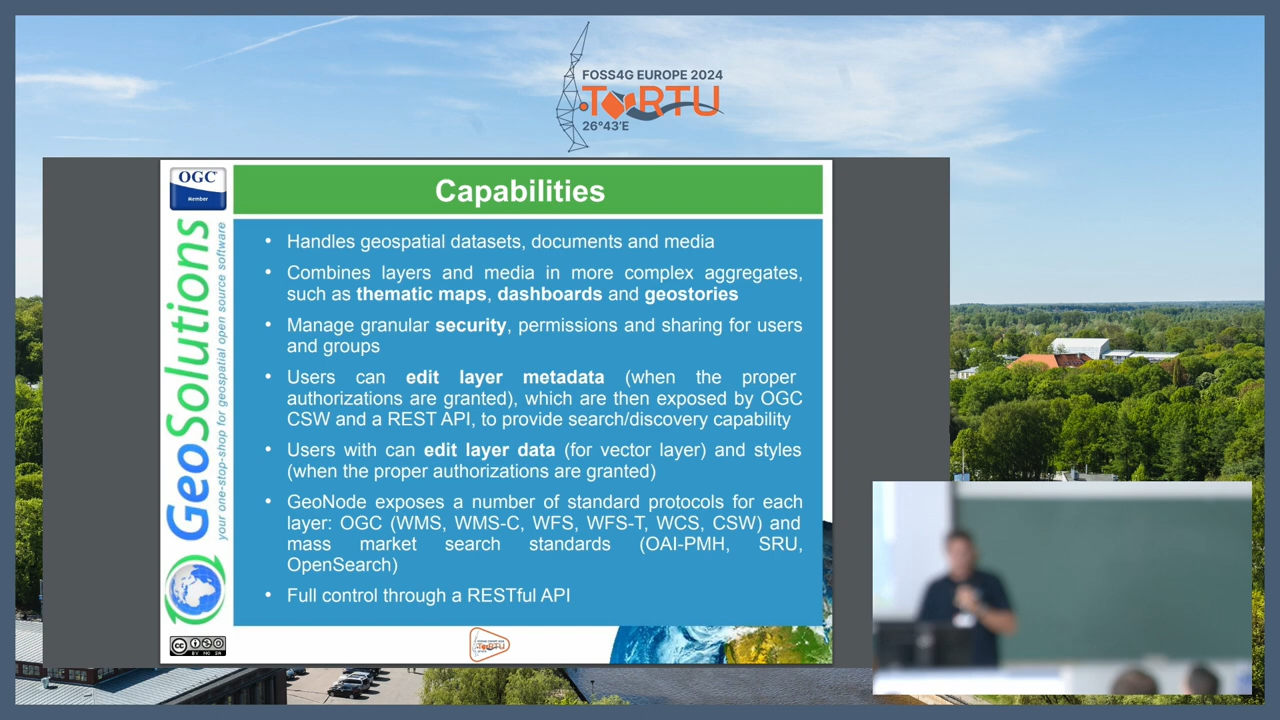 FOSS4G EUROPE 2024
TORTU
26°43'E
OGC
Member
Capabilities
GeoSolutions
your one-stop-shop for geospatial open source software
• Handles geospatial datasets, documents and media
• Combines layers and media in more complex aggregates,
such as thematic maps, dashboards and geostories
• Manage granular security, permissions and sharing for users
and groups
• Users can edit layer metadata (when the proper
authorizations are granted), which are then exposed by OGC
CSW and a REST API, to provide search/discovery capability
• Users with can edit layer data (for vector layer) and styles
(when the proper authorizations are granted)
• GeoNode exposes a number of standard protocols for each
layer: OGC (WMS, WMS-C, WFS, WFS-T, WCS, CSW) and
mass market search standards (OAI-PMH, SRU,
OpenSearch)
• Full control through a RESTful API